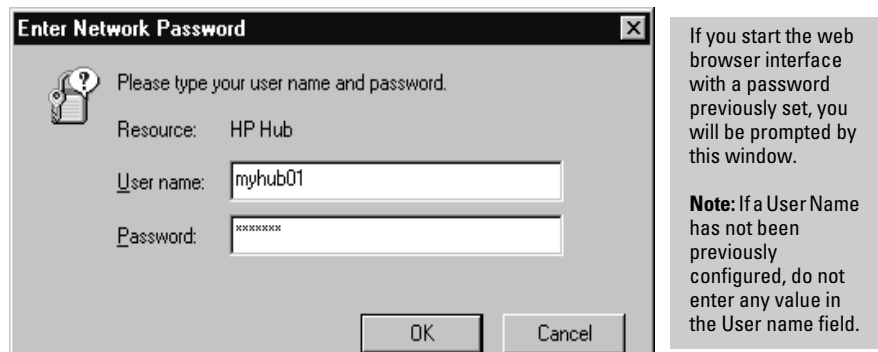 Enter Network Password
Please type your user name and password.
Resource: HP Hub
User name: myhub01
Password: *******
OK Cancel
If you start the web
browser interface
with a password
previously set, you
will be prompted by
this window.
Note: If a User Name
has not been
previously
configured, do not
enter any value in
the User name field.